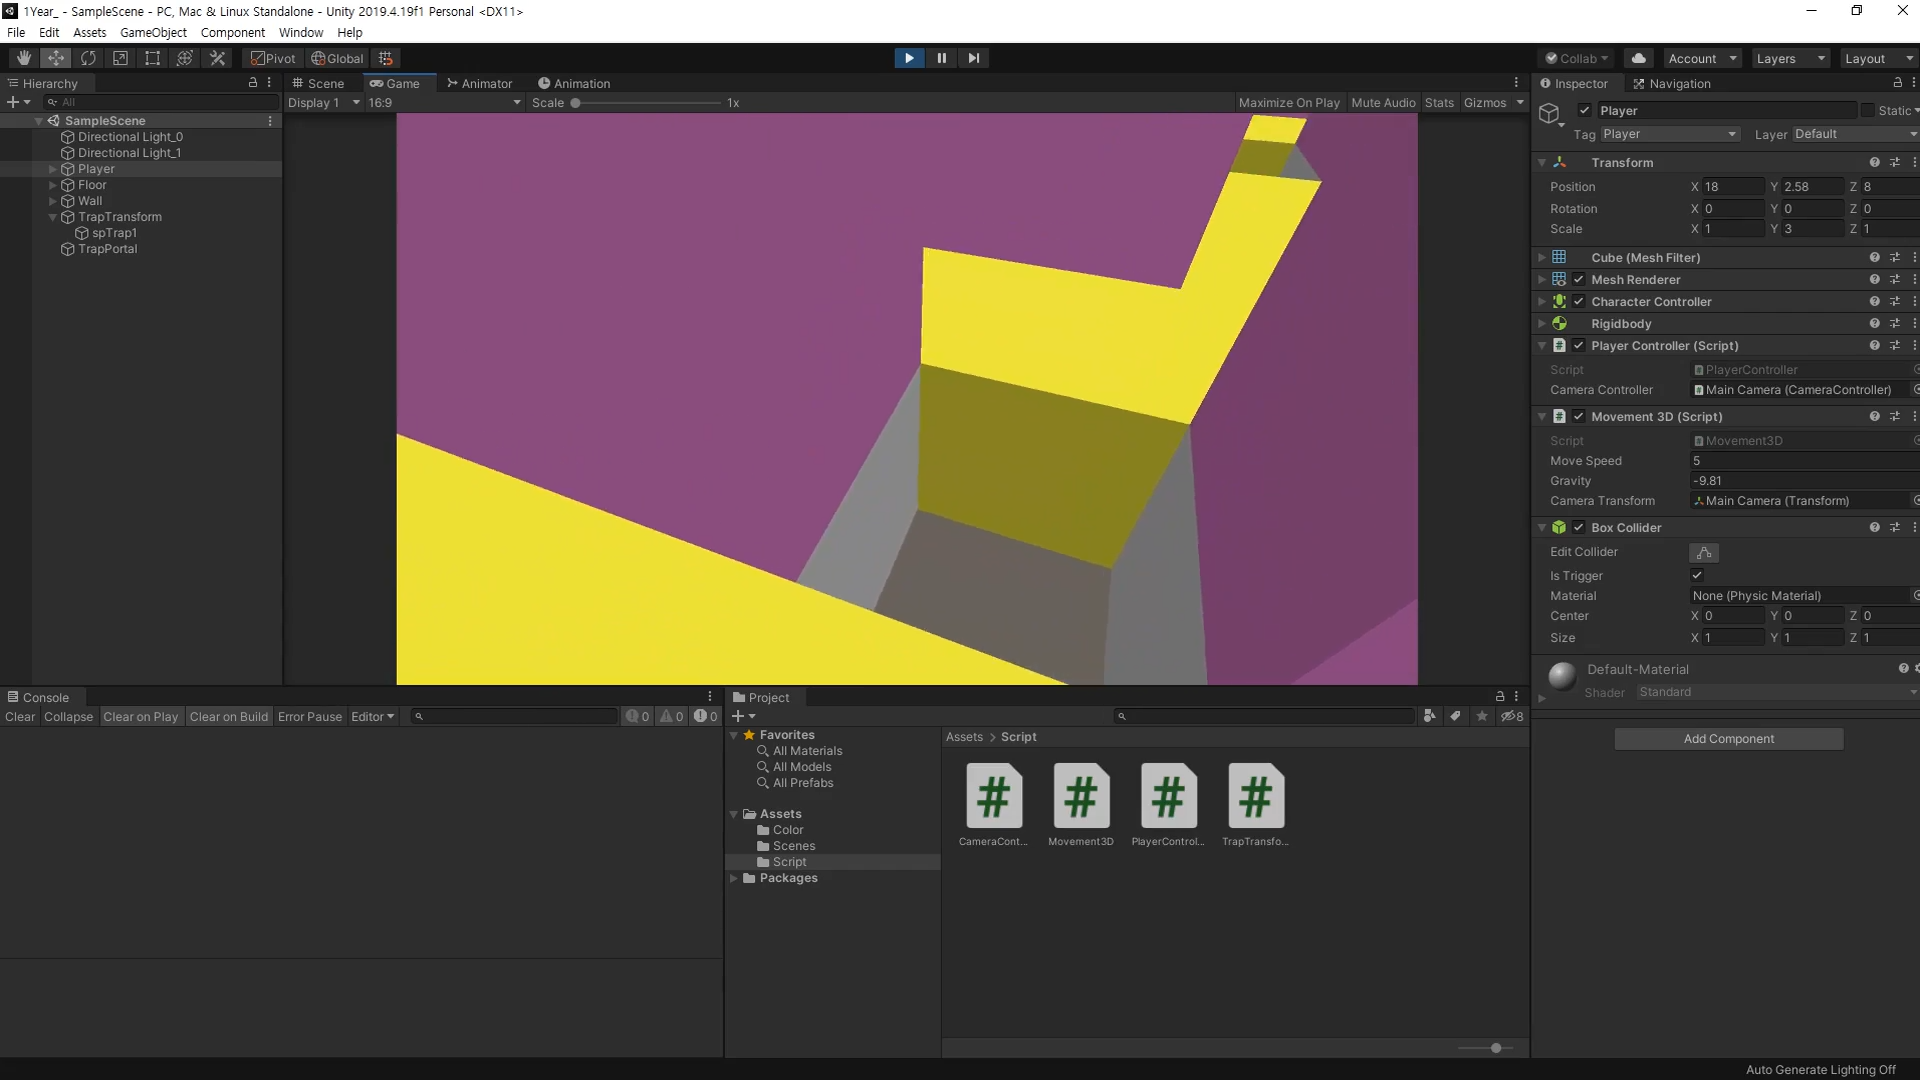 1Year_ - SampleScene - PC, Mac & Linux Standalone - Unity 2019.4.19f1 Personal <DX11>
File Edit Assets GameObject Component Window Help
Pivot Global Collab Account Layers Layout
Hierarchy
All
SampleScene
Directional Light_0
Directional Light_1
Player
Floor
Wall
TrapTransform
spTrap1
TrapPortal
Scene Game Animator Animation
Display 1 16:9 Scale 1x Maximize On Play Mute Audio Stats Gizmos
Inspector Navigation
Player Static
Tag Player Layer Default
Transform
Position X 18 Y 2.58 Z 8
Rotation X 0 Y 0 Z 0
Scale X 1 Y 3 Z 1
Cube (Mesh Filter)
Mesh Renderer
Character Controller
Rigidbody
Player Controller (Script)
Script PlayerController
Camera Controller Main Camera (CameraController)
Movement 3D (Script)
Script Movement3D
Move Speed 5
Gravity -9.81
Camera Transform Main Camera (Transform)
Box Collider
Edit Collider
Is Trigger
Material None (Physic Material)
Center X 0 Y 0 Z 0
Size X 1 Y 1 Z 1
Default-Material
Shader Standard
Add Component
Console
Clear Collapse Clear on Play Clear on Build Error Pause Editor 0 0 0
Project
8
Favorites
All Materials
All Models
All Prefabs
Assets
Color
Scenes
Script
Packages
Assets > Script
CameraCont... Movement3D PlayerControl... TrapTransfo...
Auto Generate Lighting Off